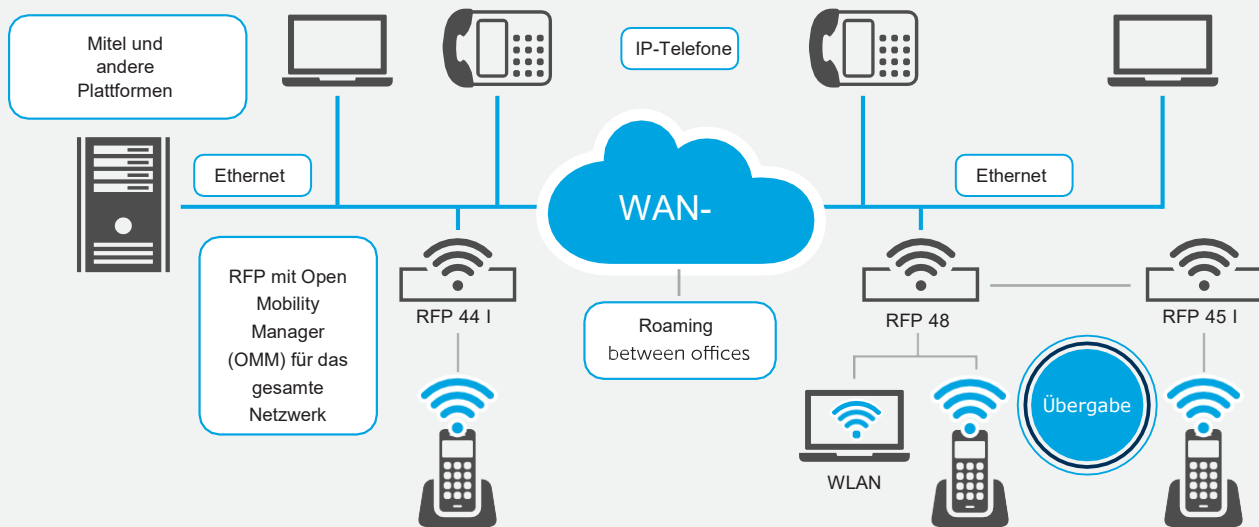 Mitel und
andere
Plattformen
IP-Telefone
Ethernet
WAN-
Ethernet
RFP mit Open
Mobility
Manager
(OMM) für das
gesamte
Netzwerk
RFP 44 I
Roaming
between offices
RFP 48
RFP 45 I
Übergabe
WLAN